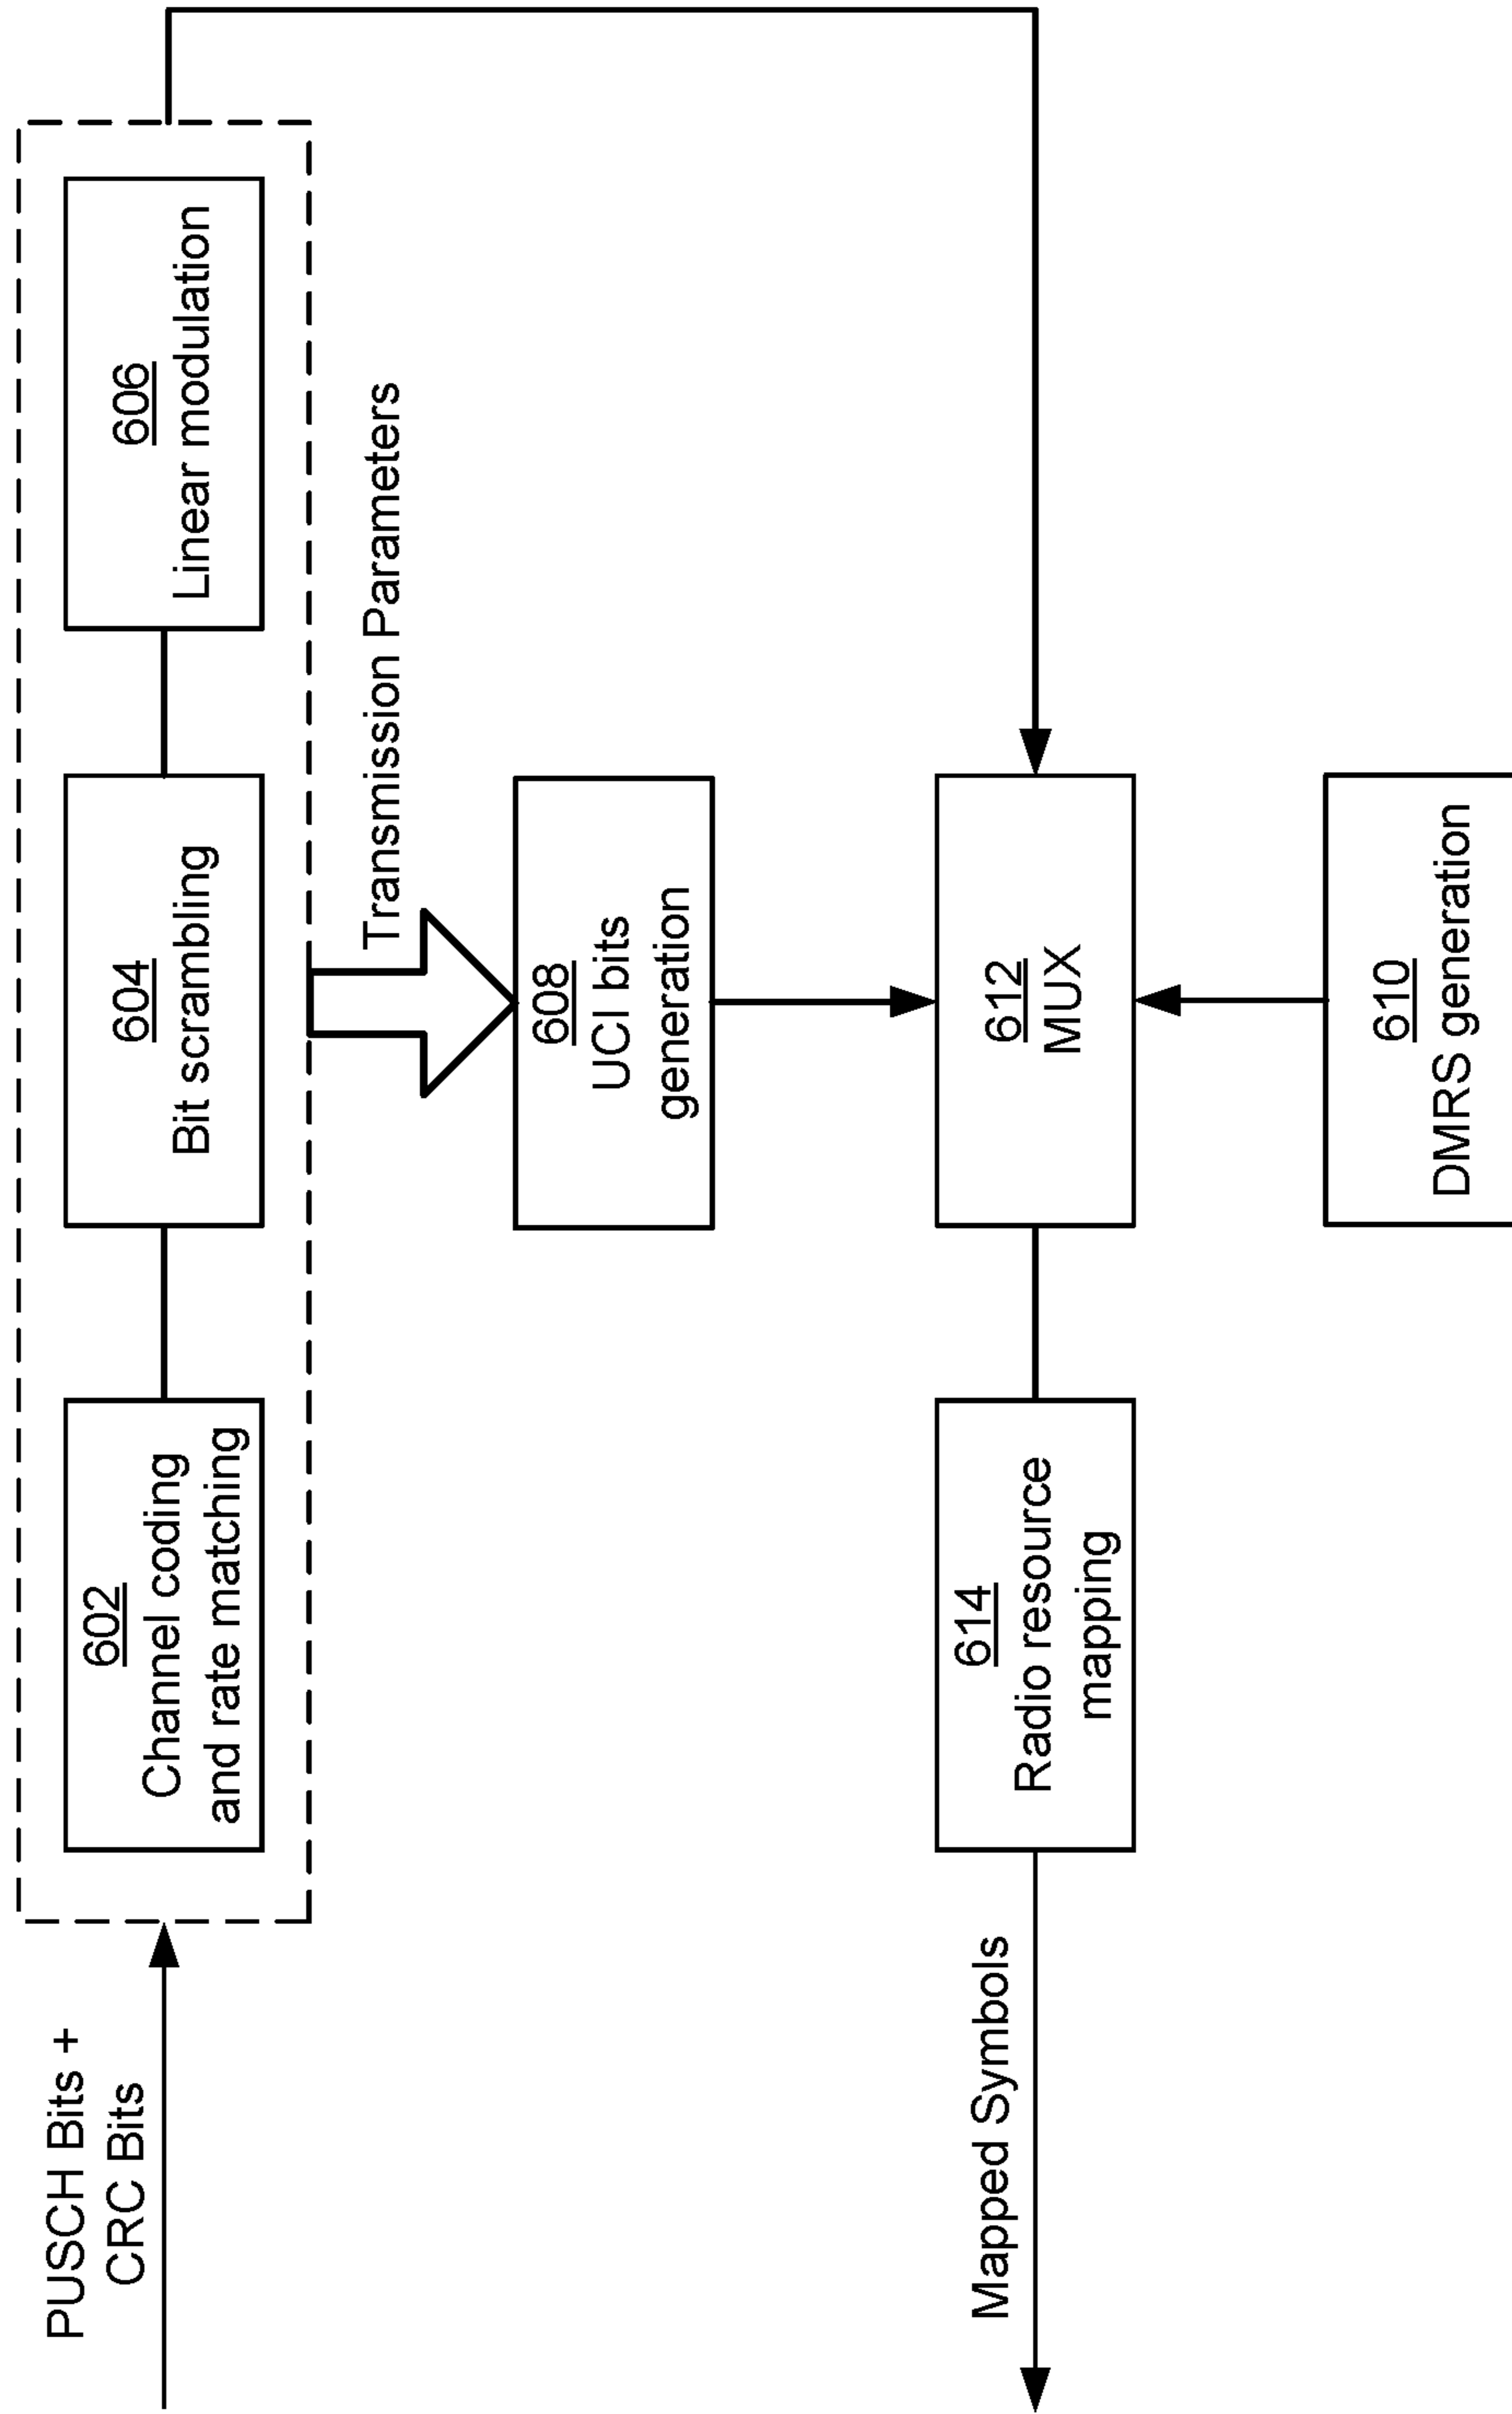 PUSCH Bits +
CRC Bits
602
Channel coding
and rate matching
604
Bit scrambling
606
Linear modulation
Transmission Parameters
608
UCI bits
generation
Mapped Symbols
614
Radio resource
mapping
612
MUX
610
DMRS generation